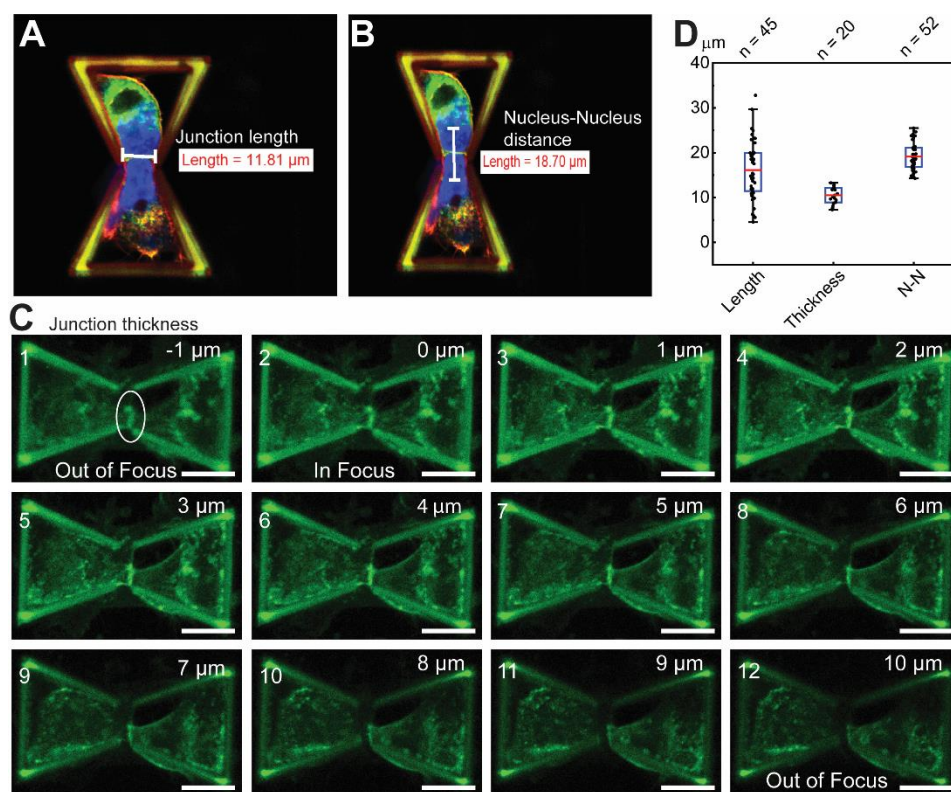 A
Junction length
Length = 11.81 µm
B
Nucleus-Nucleus
distance
Length = 18.70 µm
D
µm
n = 45
n = 20
n = 52
40
30
20
10
0
Length
Thickness
N-N
C
Junction thickness
1
-1 µm
Out of Focus
2
0 µm
In Focus
3
1 µm
4
2 µm
5
3 µm
6
4 µm
7
5 µm
8
6 µm
9
7 µm
10
8 µm
11
9 µm
12
10 µm
Out of Focus